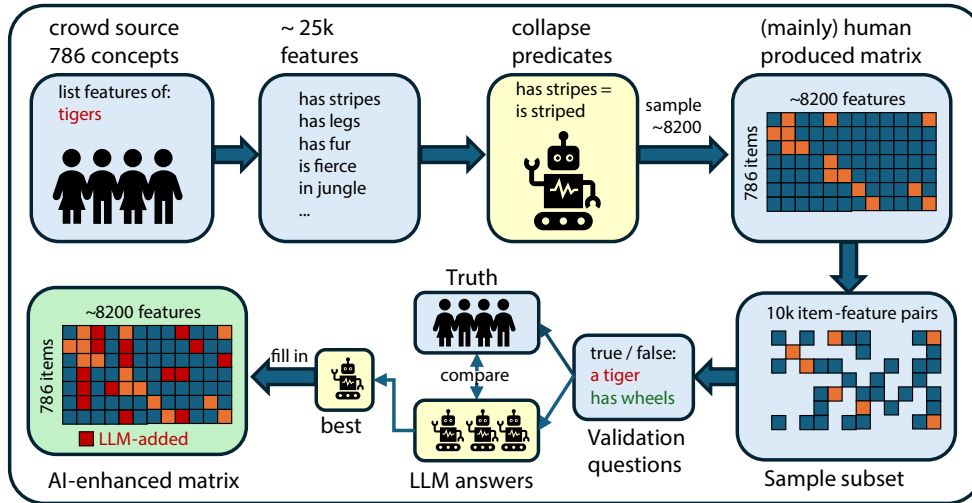 crowd source
786 concepts
list features of:
tigers
~ 25k
features
has stripes
has legs
has fur
is fierce
in jungle
...
collapse
predicates
has stripes =
is striped
sample
~8200
(mainly) human
produced matrix
~8200 features
786 items
10k item-feature pairs
Sample subset
true / false:
a tiger
has wheels
Validation
questions
Truth
compare
LLM answers
best
fill in
~8200 features
786 items
LLM-added
AI-enhanced matrix